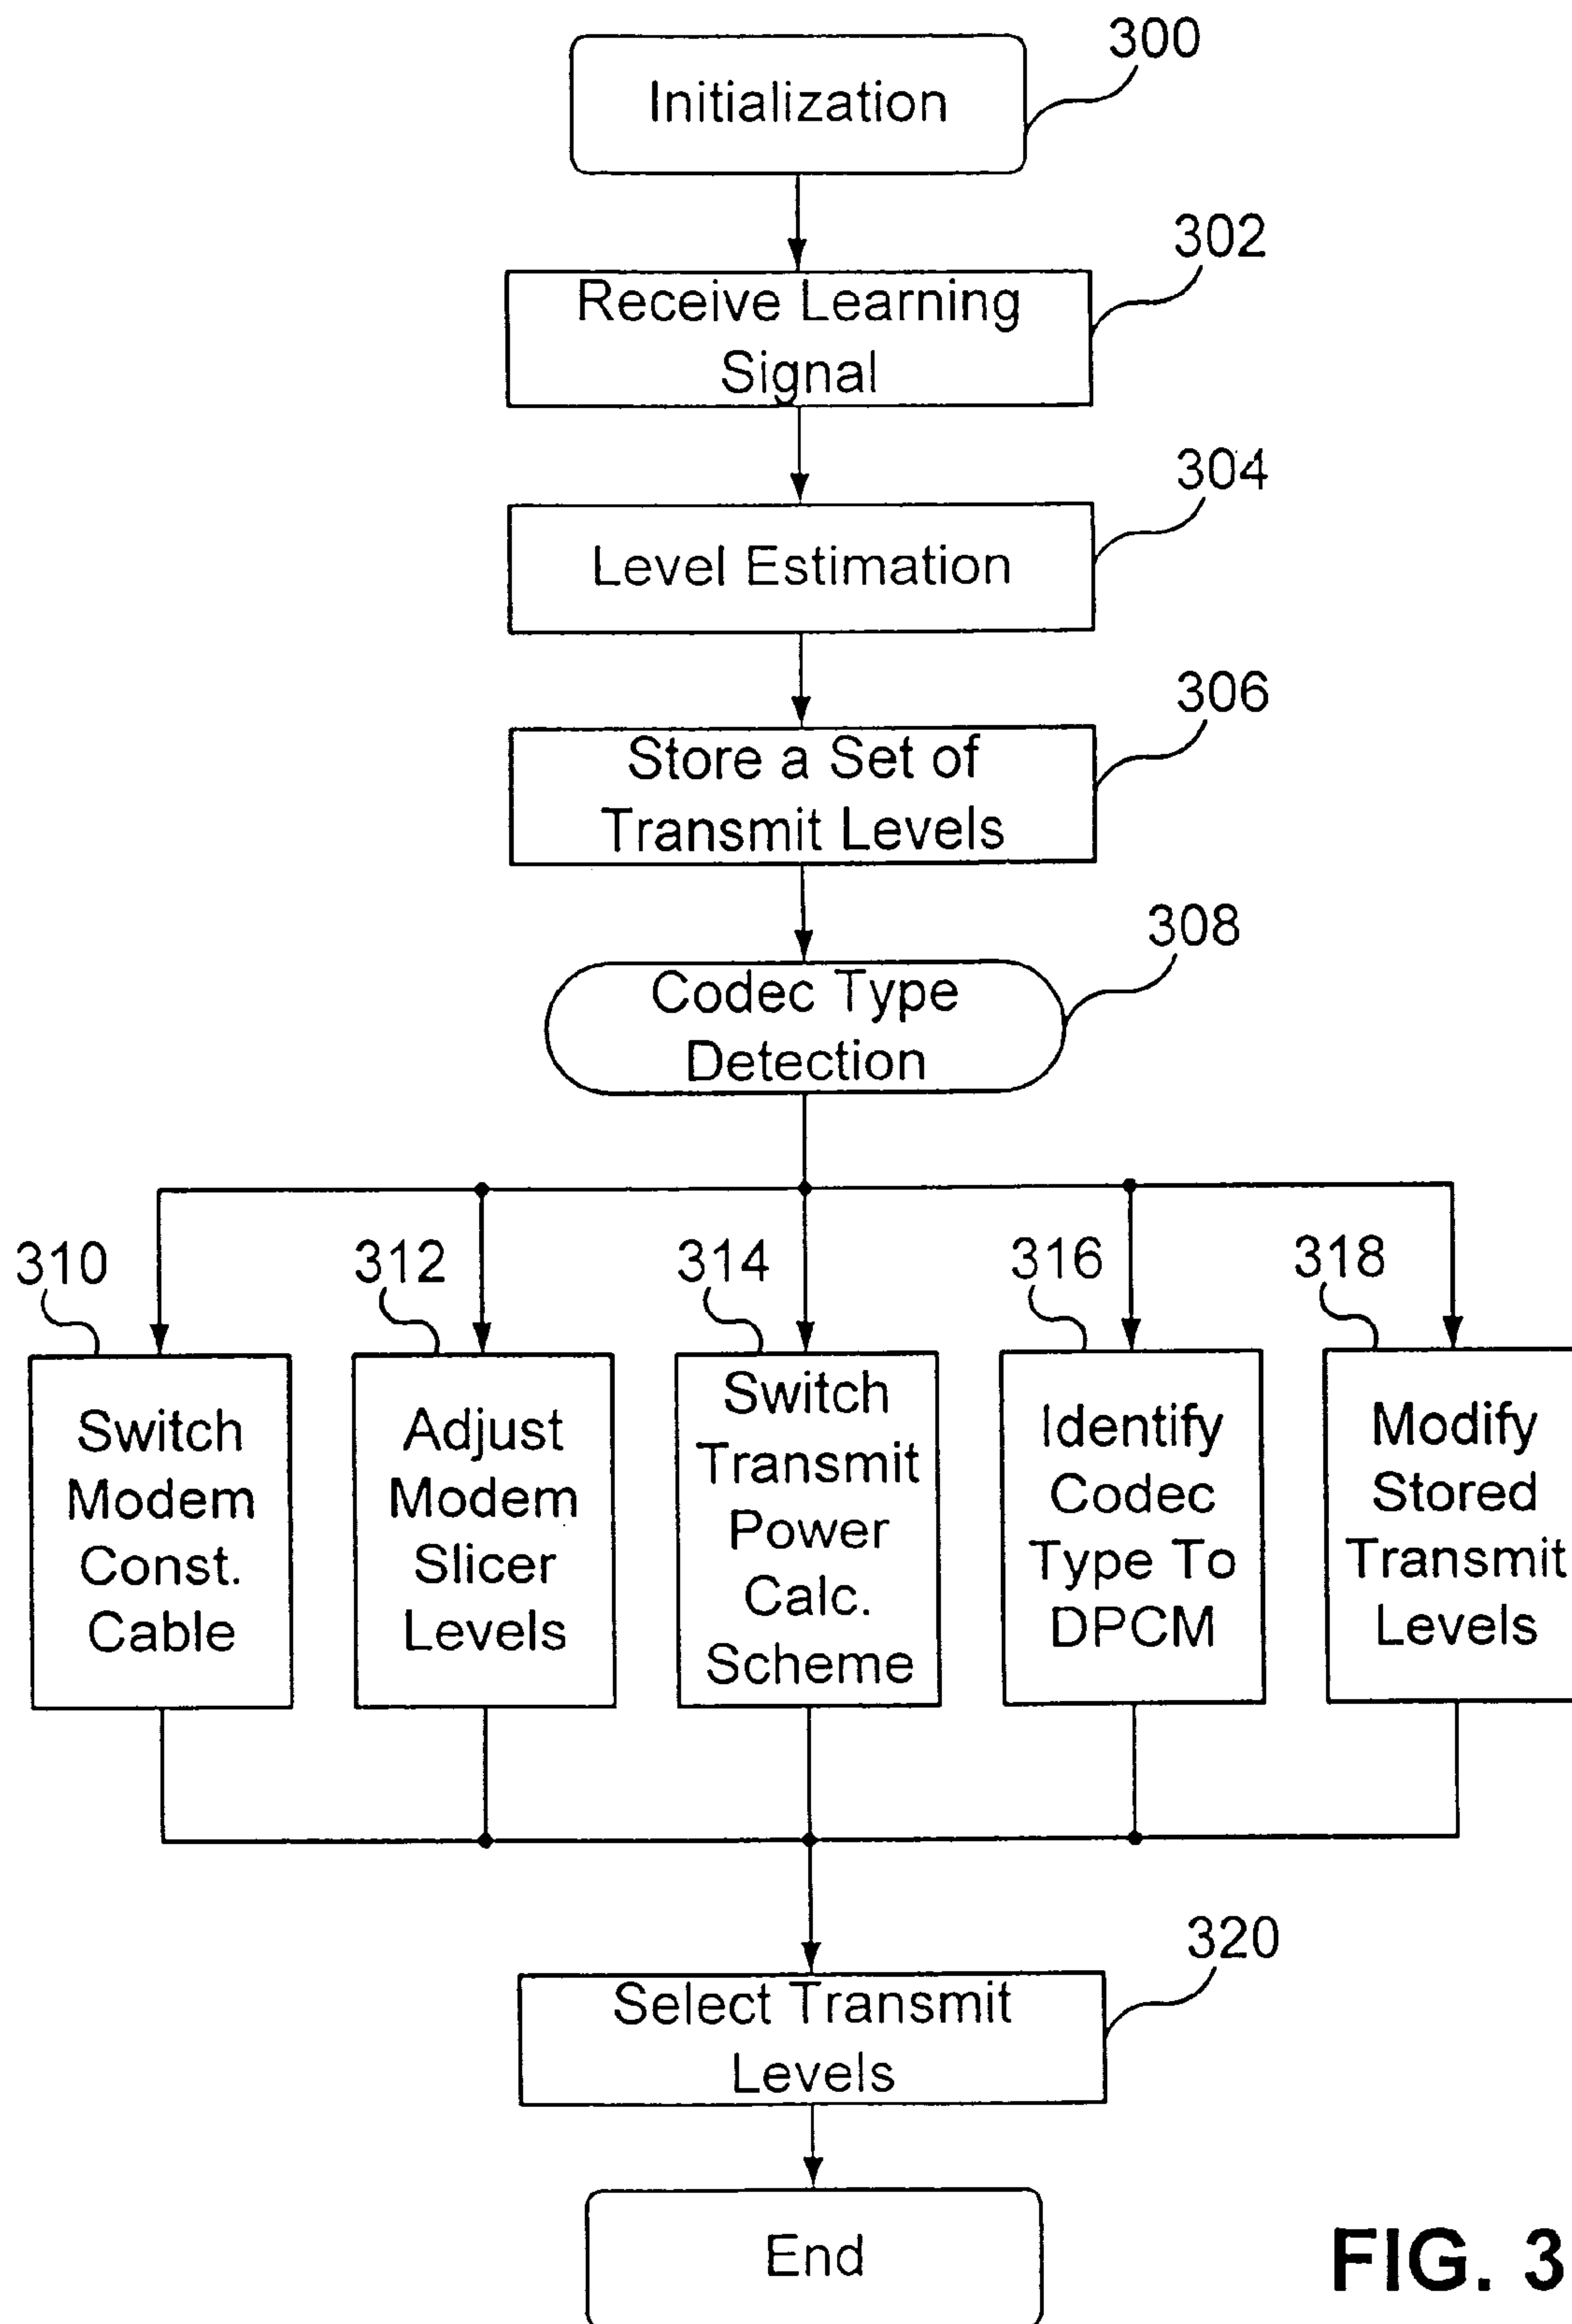 300
Initialization
302
Receive Learning
Signal
304
Level Estimation
306
Store a Set of
Transmit Levels
308
Codec Type
Detection
310
312
314
316
318
Switch
Modem
Const.
Cable
Adjust
Modem
Slicer
Levels
Switch
Transmit
Power
Calc.
Scheme
Identify
Codec
Type To
DPCM
Modify
Stored
Transmit
Levels
320
Select Transmit
Levels
End
FIG. 3